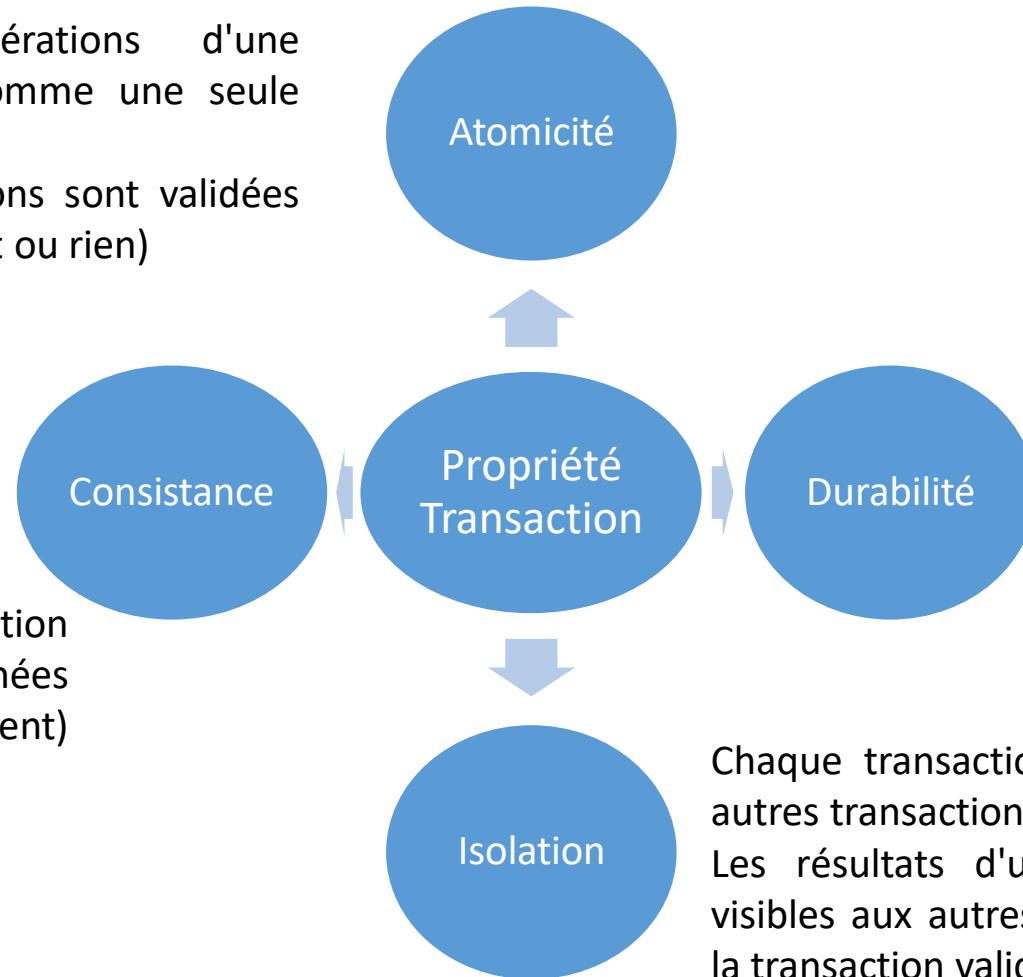 érations d'une
omme une seule
ons sont validées
t ou rien)
Atomicité
Consistance
Propriété
Transaction
Durabilité
tion
nées
ent)
Isolation
Chaque transactio
autres transaction
Les résultats d'u
visibles aux autres
la transaction valid